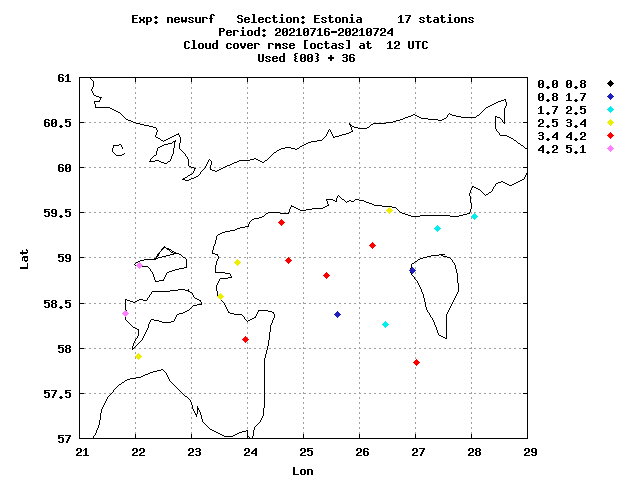 Exp: newsurf   Selection: Estonia     17 stations
Period: 20210716-20210724
Cloud cover rmse [octas] at  12 UTC
Used {00} + 36
61
60.5
60
59.5
59
58.5
58
57.5
57
21 22 23 24 25 26 27 28 29
Lat
Lon
0.0 0.8
0.8 1.7
1.7 2.5
2.5 3.4
3.4 4.2
4.2 5.1